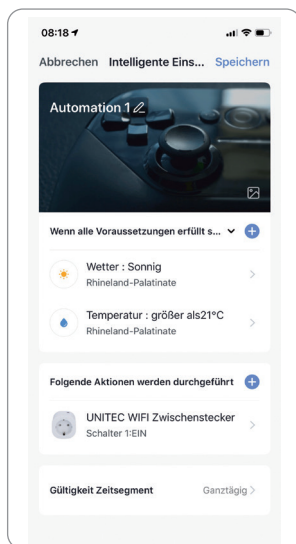 08:18
Abbrechen Intelligente Eins... Speichern
Automation 1
Wenn alle Voraussetzungen erfüllt s...
Wetter : Sonnig
Rhineland-Palatinate
Temperatur : größer als21°C
Rhineland-Palatinate
Folgende Aktionen werden durchgeführt
UNITEC WIFI Zwischenstecker
Schalter 1:EIN
Gültigkeit Zeitsegment Ganztägig